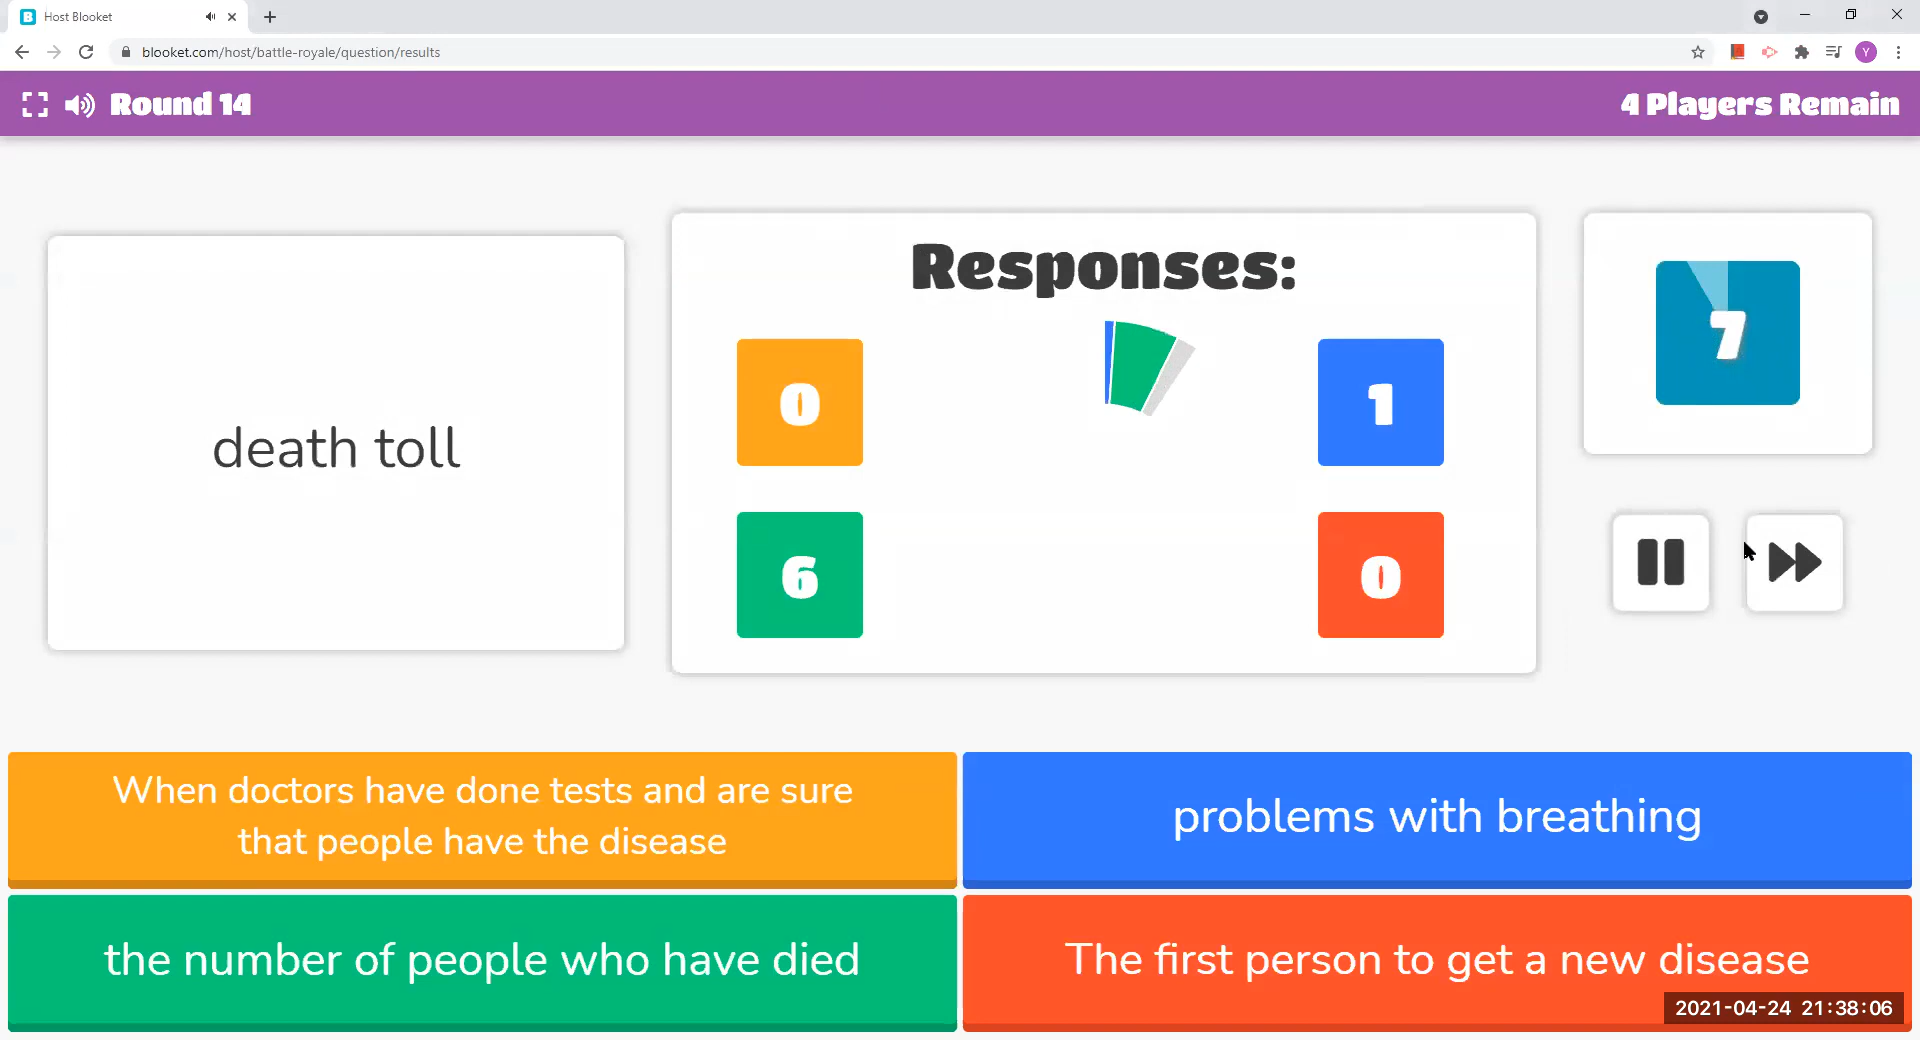 Host Blooket
blooket.com/host/battle-royale/question/results
Y
Round 14
4 Players Remain
death toll
Responses:
0
1
6
0
7
When doctors have done tests and are sure
that people have the disease
problems with breathing
the number of people who have died
The first person to get a new disease
2021-04-24 21:38:06